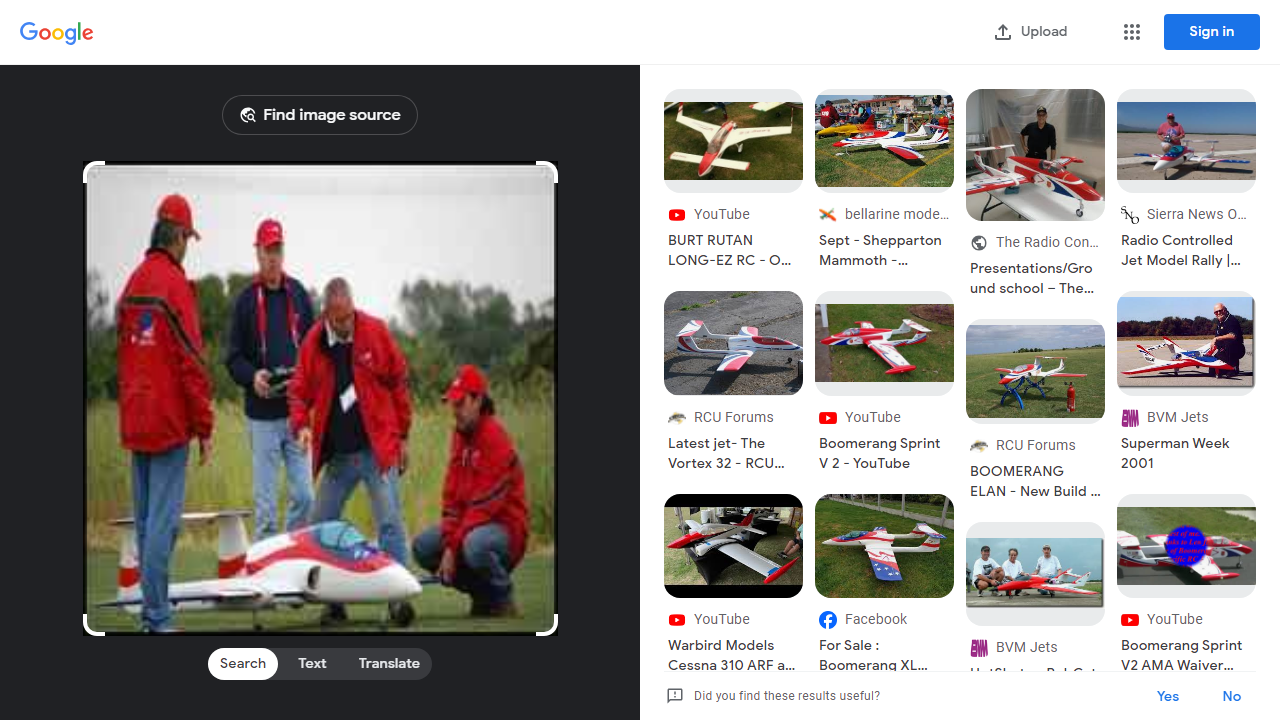 Google
Upload
Sign in
Find image source
Search
Text
Translate
YouTube
BURT RUTAN
LONG-EZ RC - O...
bellarine mode...
Sept - Shepparton
Mammoth -...
The Radio Con...
Presentations/Gro
und school – The...
Sierra News O...
Radio Controlled
Jet Model Rally |...
RCU Forums
Latest jet- The
Vortex 32 - RCU...
YouTube
Boomerang Sprint
V 2 - YouTube
RCU Forums
BOOMERANG
ELAN - New Build ...
BVM Jets
Superman Week
2001
YouTube
Warbird Models
Cessna 310 ARF a...
Facebook
For Sale :
Boomerang XL...
BVM Jets
YouTube
Boomerang Sprint
V2 AMA Waiver...
Did you find these results useful?
Yes
No